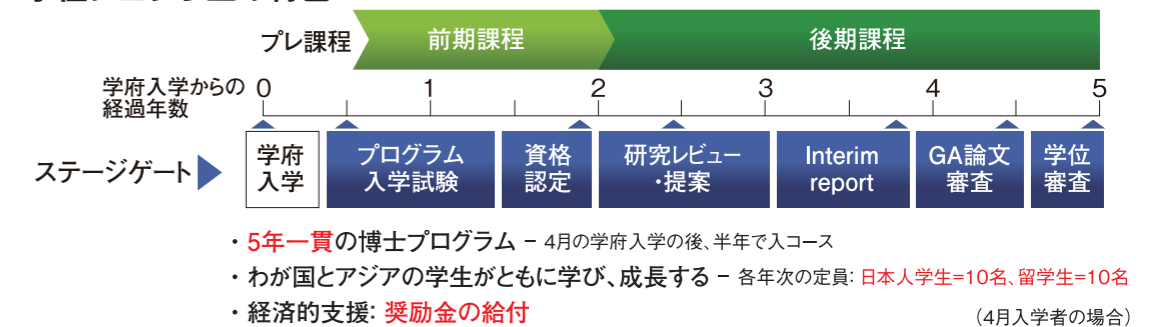 プレ課程 前期課程 後期課程
学府入学からの 0 1 2 3 4 5
経過年数
ステージゲート
学府
入学
プログラム
入学試験
資格
認定
研究レビュー
・提案
Interim
report
GA論文
審査
学位
審査
・5年一貫の博士プログラム − 4月の学府入学の後、半年で入コース
・わが国とアジアの学生がともに学び、成長する − 各年次の定員: 日本人学生=10名、留学生=10名
・経済的支援: 奨励金の給付
(4月入学者の場合)